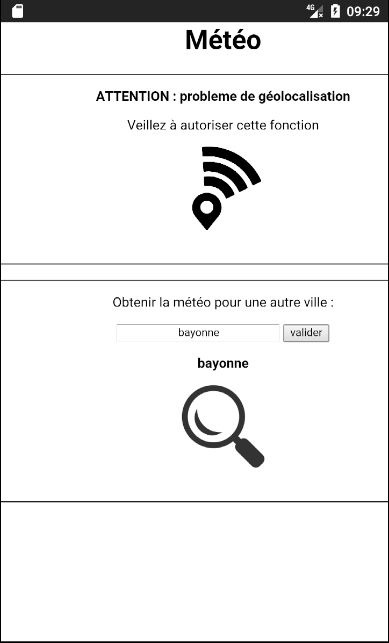 4G 09:29
Météo
ATTENTION : probleme de géolocalisation
Veillez à autoriser cette fonction
Obtenir la météo pour une autre ville :
bayonne valider
bayonne